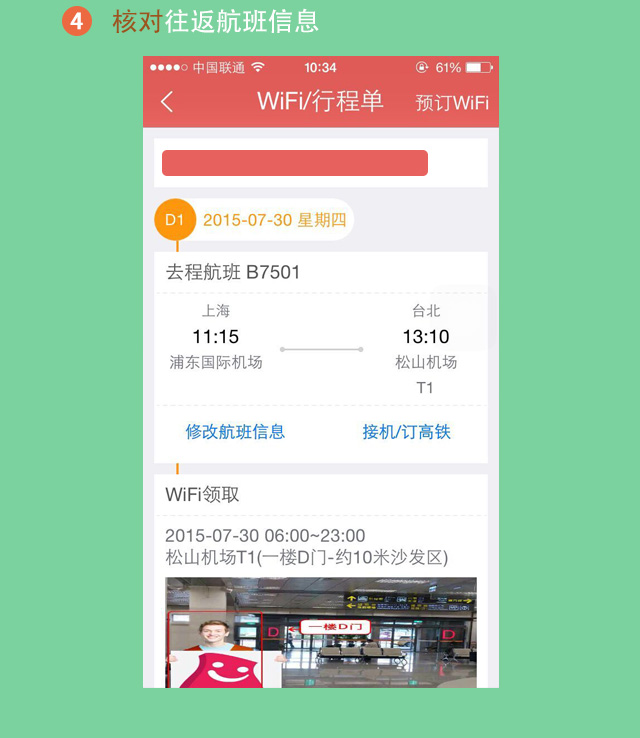 4 核对往返航班信息
中国联通 10:34 61%
WiFi/行程单 预订WiFi
D1 2015-07-30 星期四
去程航班 B7501
上海 台北
11:15 13:10
浦东国际机场 松山机场
T1
修改航班信息 接机/订高铁
WiFi领取
2015-07-30 06:00~23:00
松山机场T1(一楼D门-约10米沙发区)
D 一楼D门 D